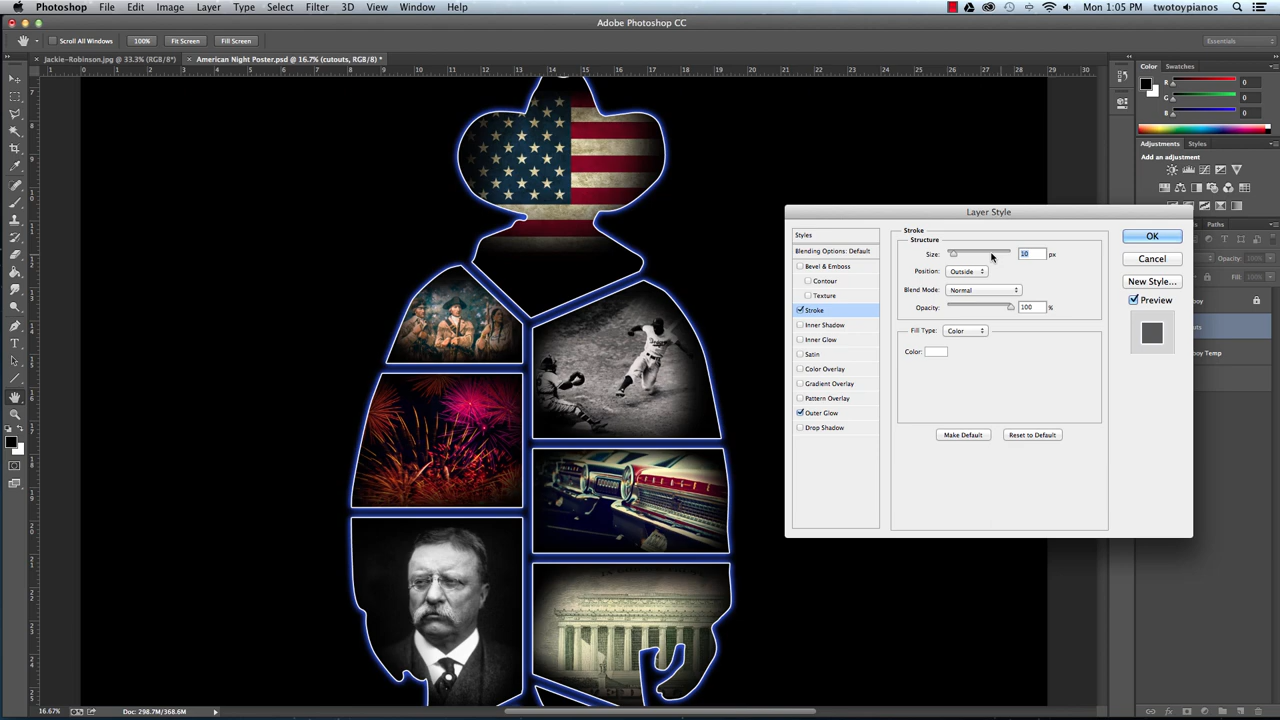 Photoshop File Edit Image Layer Type Select Filter 3D View Window Help Mon 1:05 PM twotoypianos
Adobe Photoshop CC
Scroll All Windows 100% Fit Screen Fill Screen Essentials
Jackie-Robinson.jpg @ 33.3% (RGB/8*) American Night Poster.psd @ 16.7% (cutouts, RGB/8) *
Color Swatches
R 0
G 0
B 0
Adjustments Styles
Add an adjustment
Paths
Layer Style
Styles
Blending Options: Default
Bevel & Emboss
Contour
Texture
Stroke
Inner Shadow
Inner Glow
Satin
Color Overlay
Gradient Overlay
Pattern Overlay
Outer Glow
Drop Shadow
Stroke
Structure
Size: 10 px
Position: Outside
Blend Mode: Normal
Opacity: 100 %
Fill Type: Color
Color:
Make Default Reset to Default
OK
Cancel
New Style...
Preview
boy Temp
16.67% Doc: 298.7M/368.6M